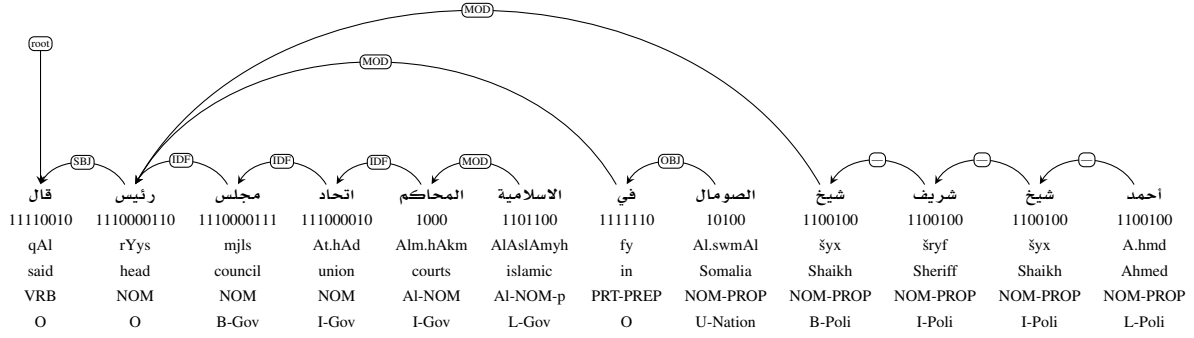 MOD
root
MOD
SBJ IDF IDF IDF MOD OBJ — — —
قال رئيس مجلس اتحاد المحاكم الاسلامية في الصومال شيخ شريف شيخ أحمد
11110010 1110000110 1110000111 111000010 1000 1101100 1111110 10100 1100100 1100100 1100100 1100100
qAl rYys mjls At.hAd Alm.hAkm AlAslAmyh fy Al.swmAl šyx šryf šyx A.hmd
said head council union courts islamic in Somalia Shaikh Sheriff Shaikh Ahmed
VRB NOM NOM NOM Al-NOM Al-NOM-p PRT-PREP NOM-PROP NOM-PROP NOM-PROP NOM-PROP NOM-PROP
O O B-Gov I-Gov I-Gov L-Gov O U-Nation B-Poli I-Poli I-Poli L-Poli